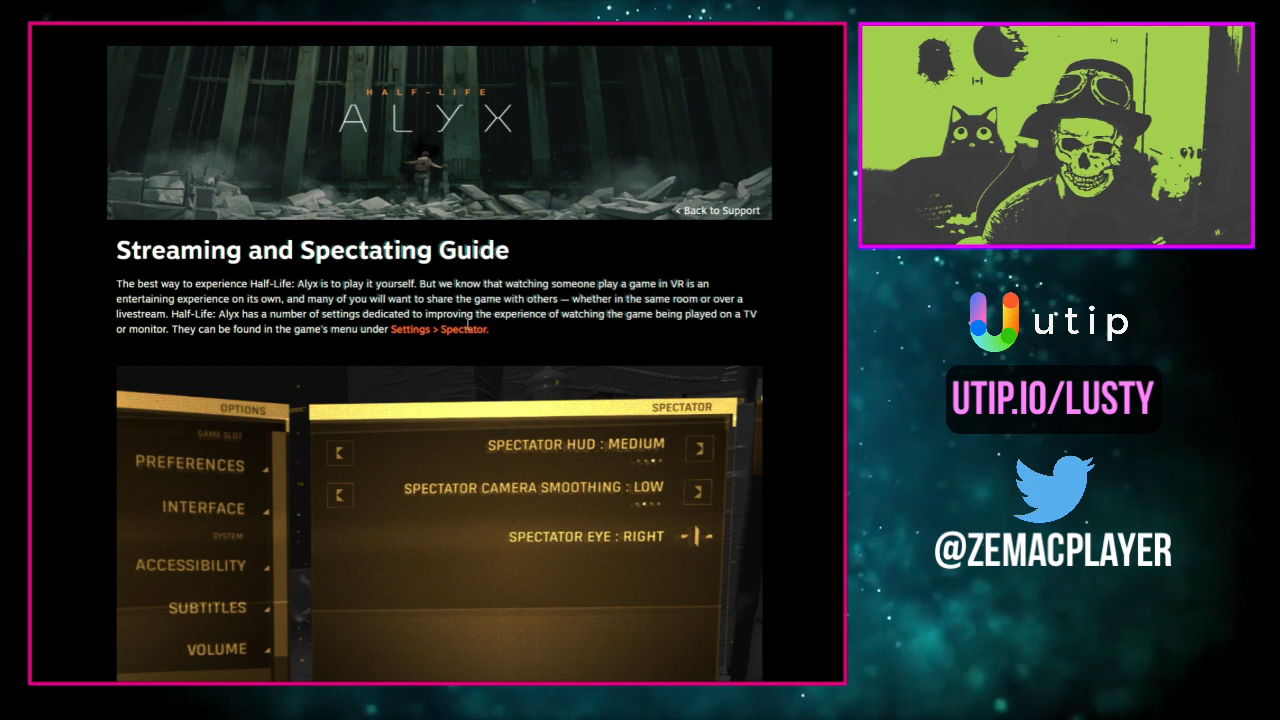 HALF-LIFE
ALYX
< Back to Support
Streaming and Spectating Guide
The best way to experience Half-Life: Alyx is to play it yourself. But we know that watching someone play a game in VR is an
entertaining experience on its own, and many of you will want to share the game with others — whether in the same room or over a
livestream. Half-Life: Alyx has a number of settings dedicated to improving the experience of watching the game being played on a TV
or monitor. They can be found in the game's menu under Settings > Spectator.
OPTIONS
GAME SLOT
PREFERENCES
INTERFACE
SYSTEM
ACCESSIBILITY
SUBTITLES
VOLUME
SPECTATOR
SPECTATOR HUD : MEDIUM
SPECTATOR CAMERA SMOOTHING : LOW
SPECTATOR EYE : RIGHT
utip
UTIP.IO/LUSTY
@ZEMACPLAYER